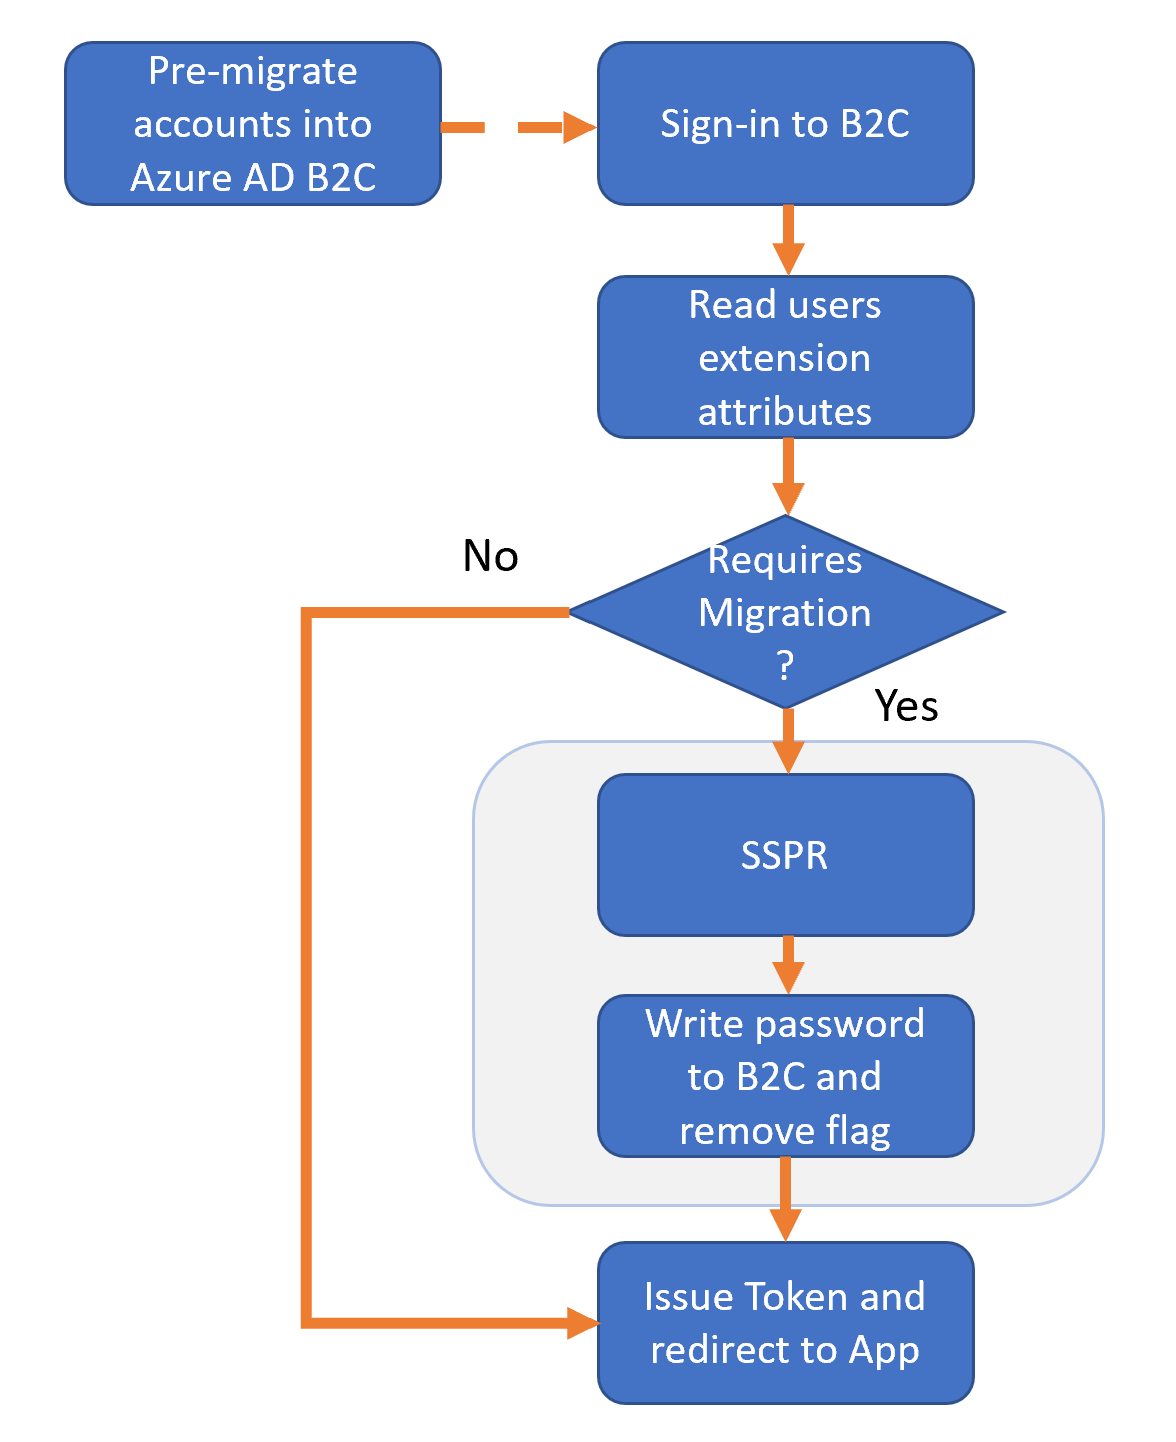 Pre-migrate
accounts into
Azure AD B2C
Sign-in to B2C
Read users
extension
attributes
Requires
Migration
?
No
Yes
SSPR
Write password
to B2C and
remove flag
Issue Token and
redirect to App